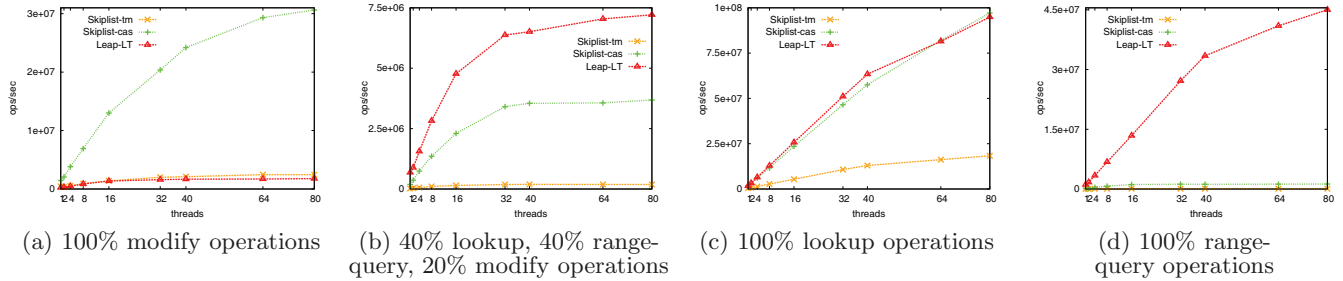 3e+07
2e+07
1e+07
0
ops/sec
Skiplist-tm
Skiplist-cas
Leap-LT
1 2 4 8 16 32 40 64 80
threads
(a) 100% modify operations
7.5e+06
5e+06
2.5e+06
0
ops/sec
Skiplist-tm
Skiplist-cas
Leap-LT
1 2 4 8 16 32 40 64 80
threads
(b) 40% lookup, 40% range-
query, 20% modify operations
1e+08
7.5e+07
5e+07
2.5e+07
0
ops/sec
Skiplist-tm
Skiplist-cas
Leap-LT
1 2 4 8 16 32 40 64 80
threads
(c) 100% lookup operations
4.5e+07
3e+07
1.5e+07
0
ops/sec
Skiplist-tm
Skiplist-cas
Leap-LT
1 2 4 8 16 32 40 64 80
threads
(d) 100% range-
query operations